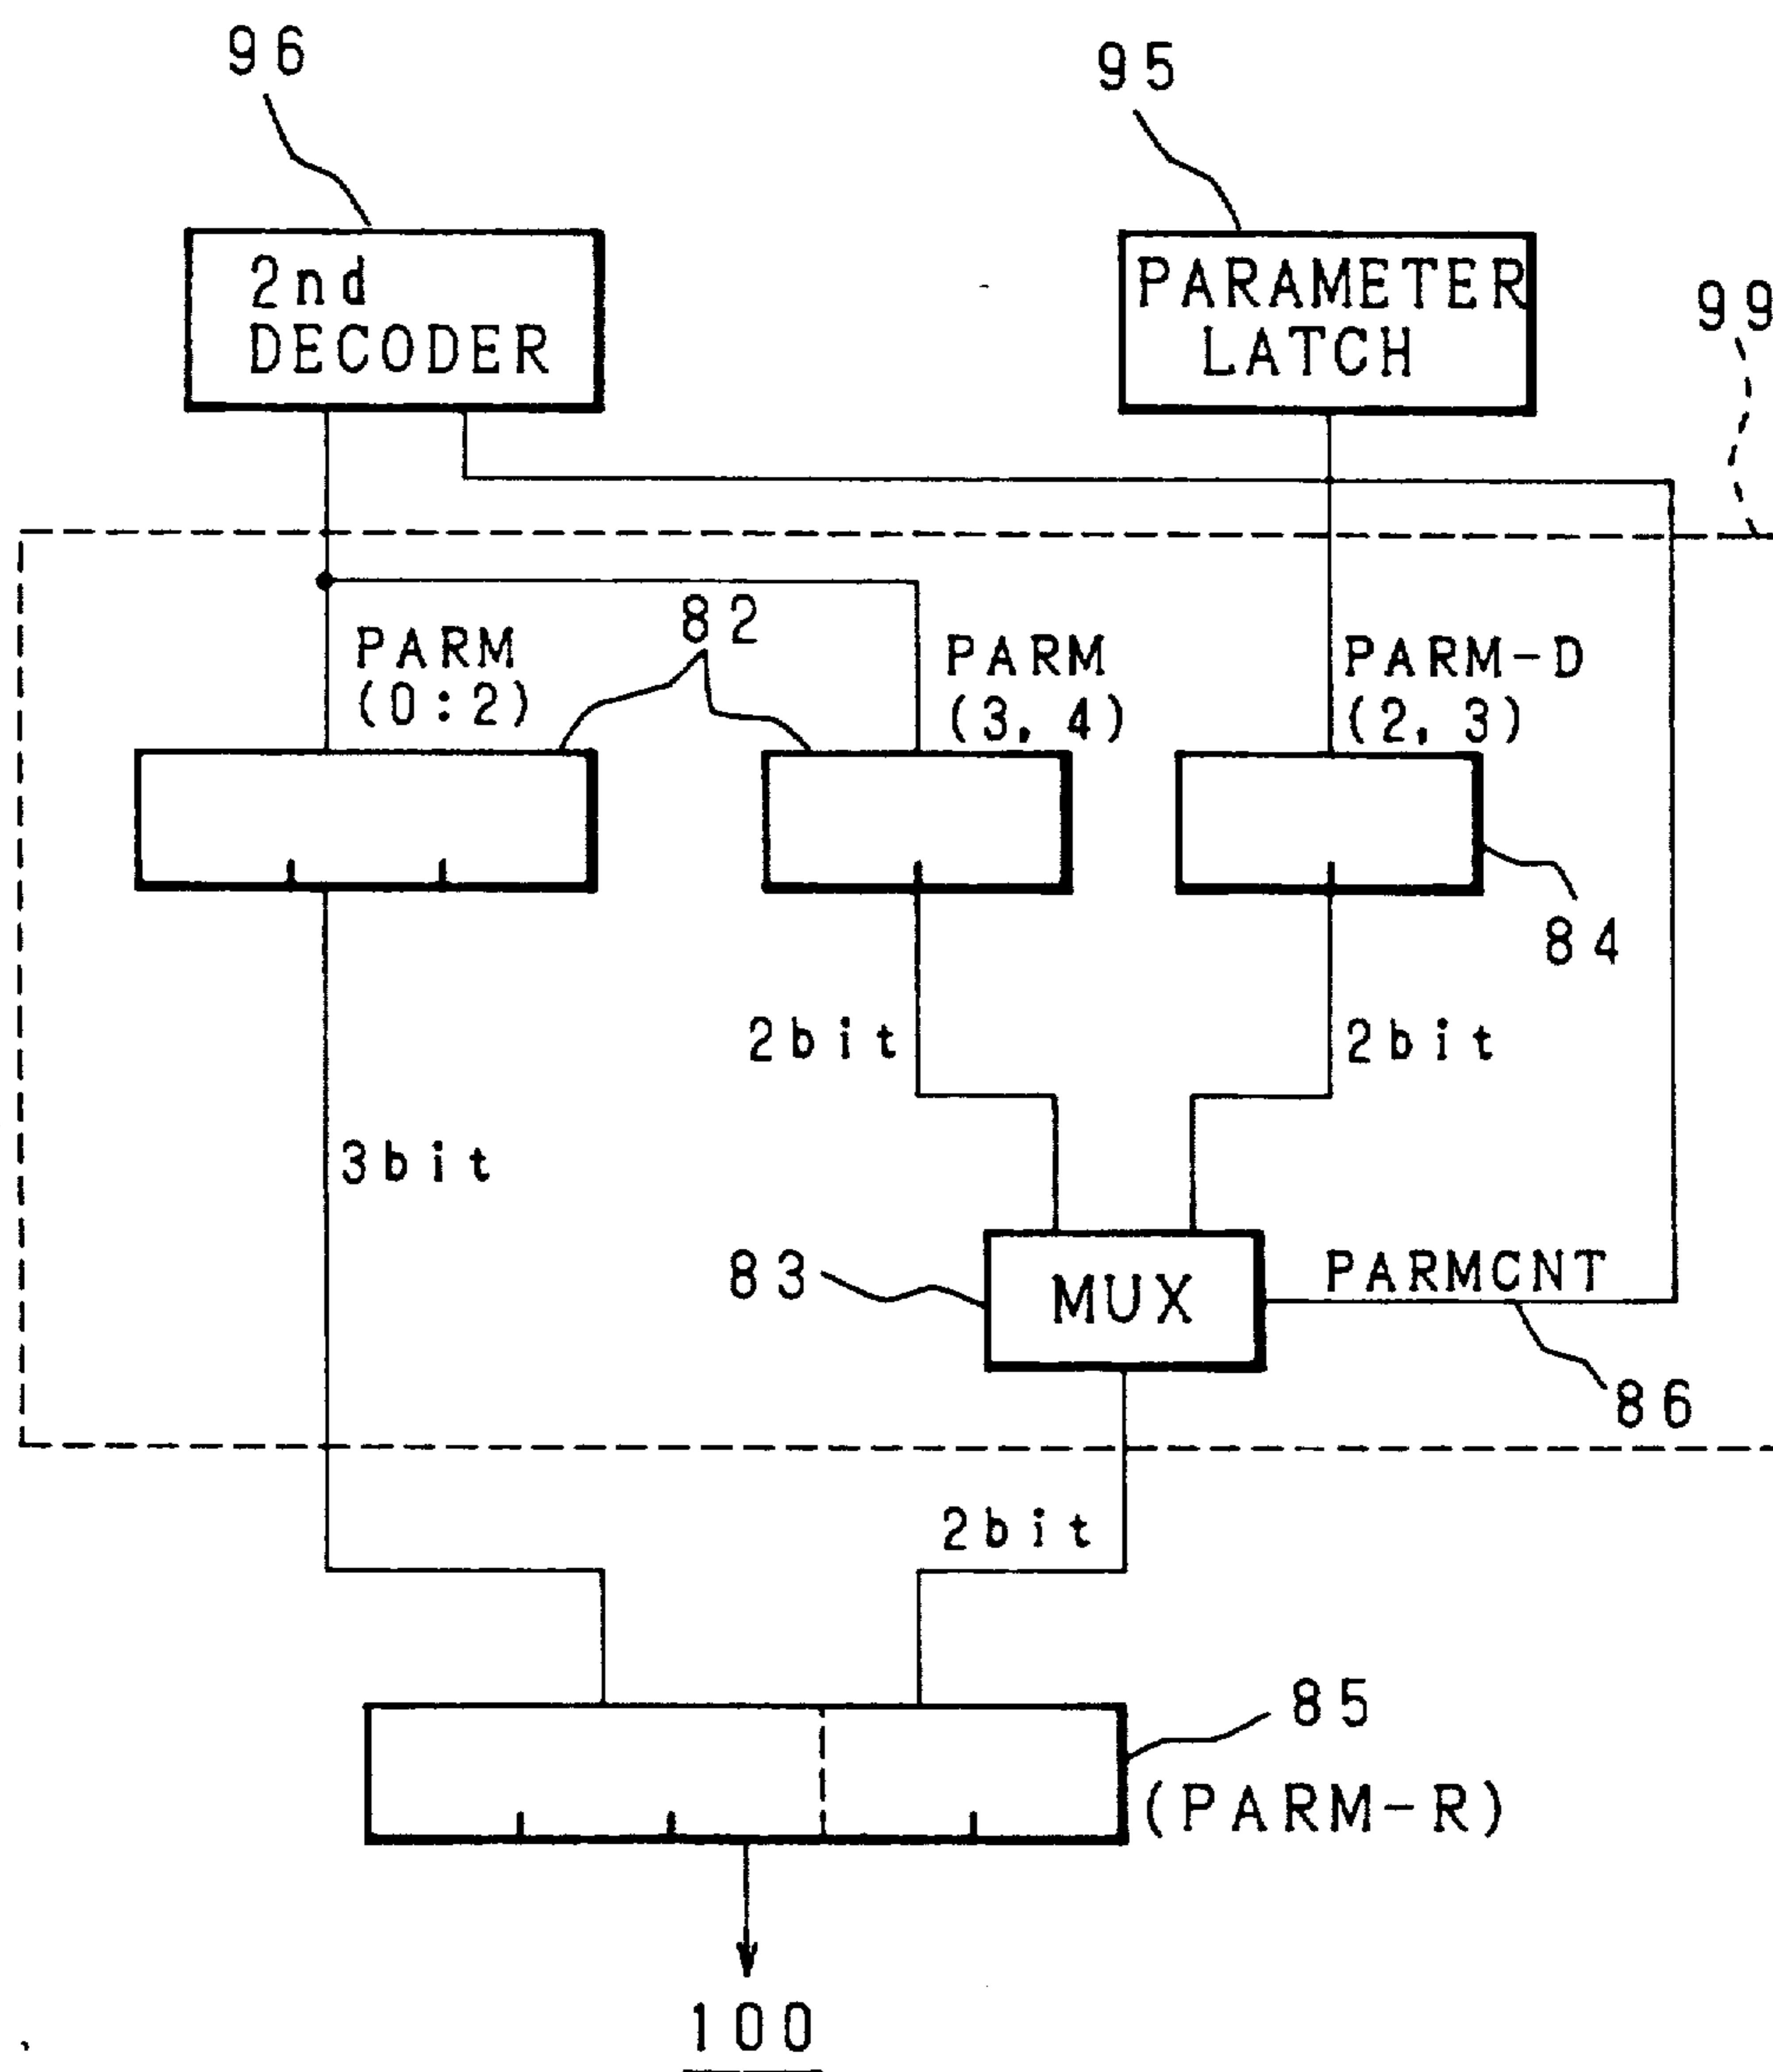 96
95
2nd
DECODER
PARAMETER
LATCH
99
82
PARM
(0:2)
PARM
(3,4)
PARM-D
(2,3)
84
2bit
2bit
3bit
83
MUX
PARMCNT
86
2bit
85
(PARM-R)
100